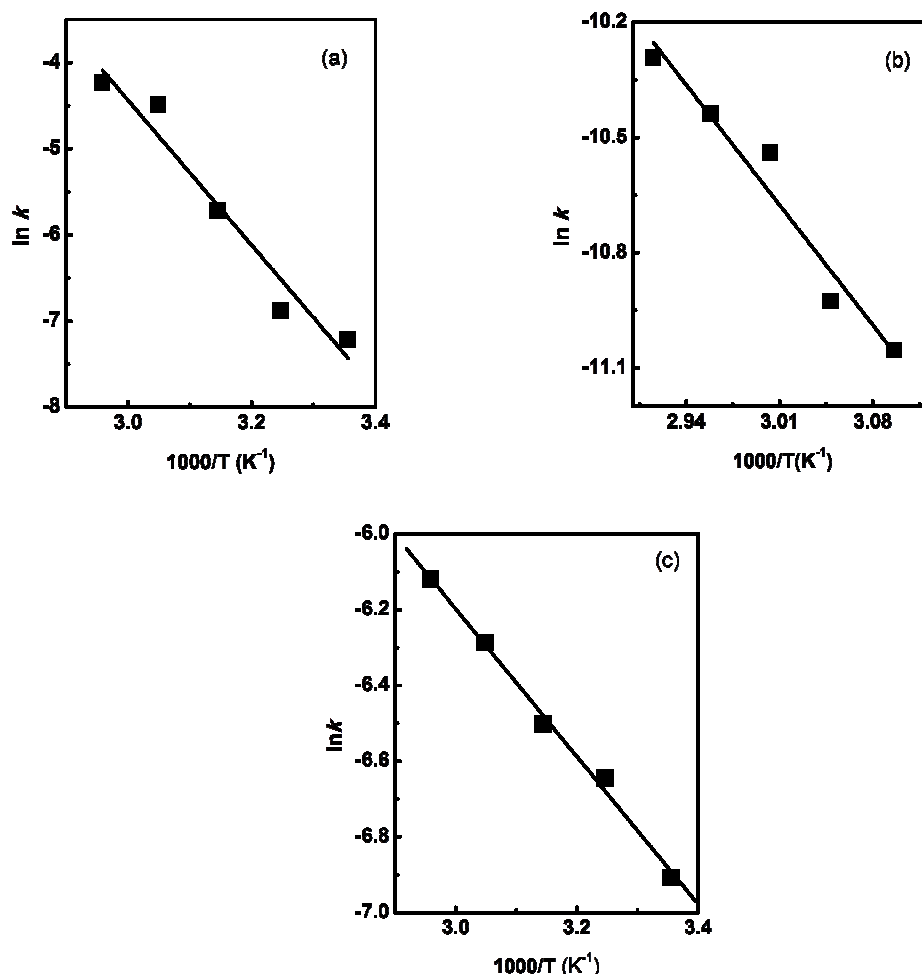 (a)
-4
-5
-6
-7
-8
ln k
3.0 3.2 3.4
1000/T (K⁻¹)
(b)
-10.2
-10.5
-10.8
-11.1
ln k
2.94 3.01 3.08
1000/T(K⁻¹)
(c)
-6.0
-6.2
-6.4
-6.6
-6.8
-7.0
lnk
3.0 3.2 3.4
1000/T (K⁻¹)